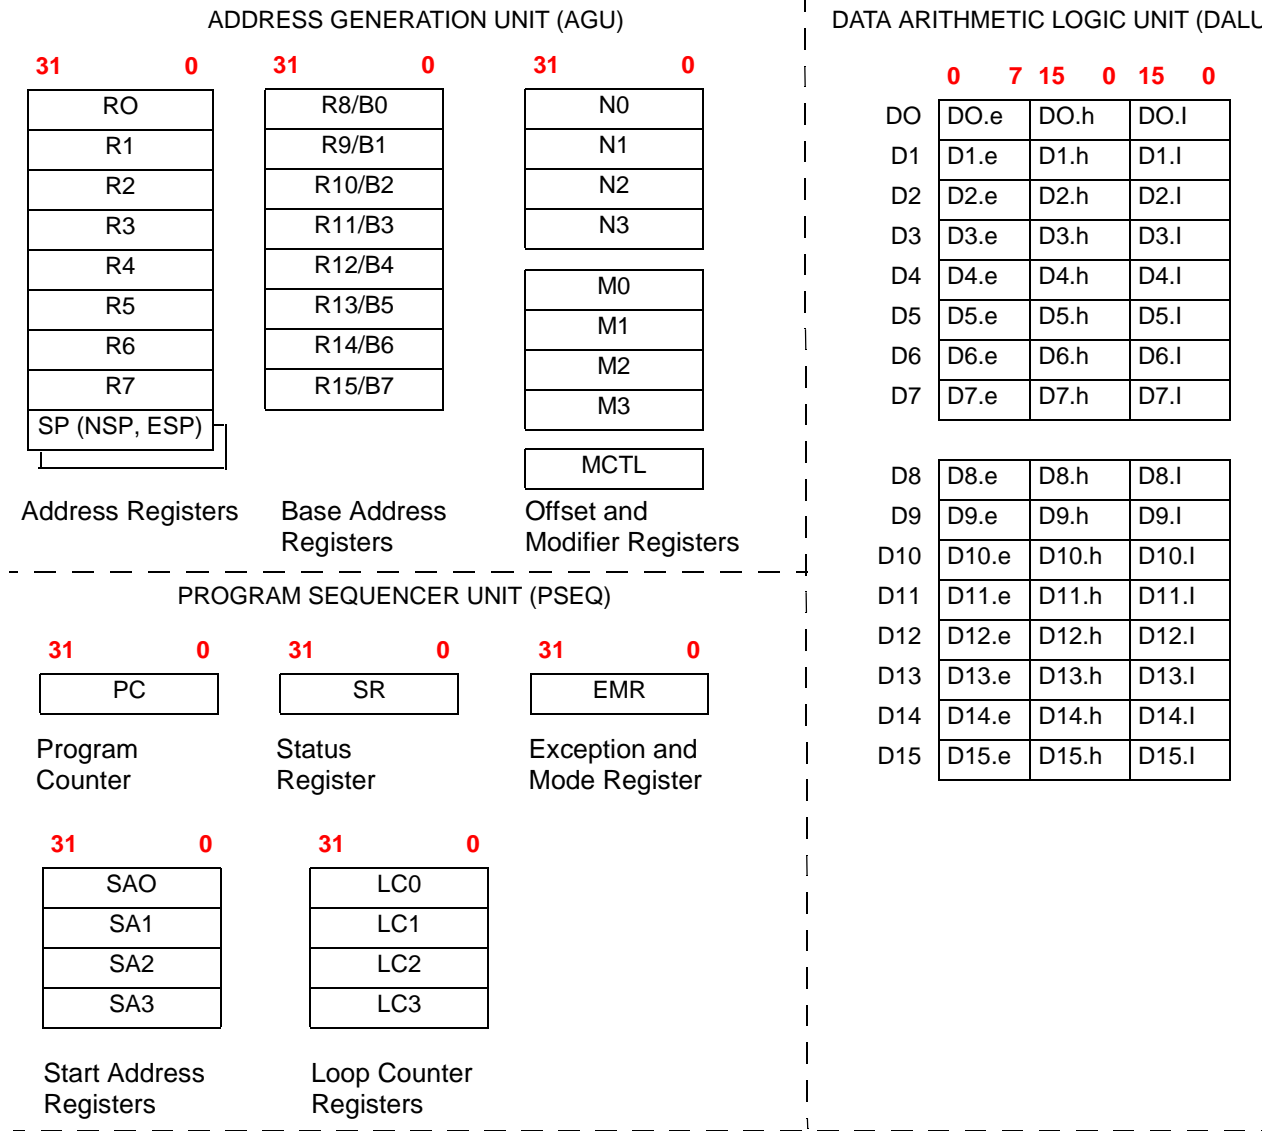 ADDRESS GENERATION UNIT (AGU)
31 0 31 0 31 0
RO R8/B0 N0
R1 R9/B1 N1
R2 R10/B2 N2
R3 R11/B3 N3
R4 R12/B4 M0
R5 R13/B5 M1
R6 R14/B6 M2
R7 R15/B7 M3
SP (NSP, ESP) MCTL
Address Registers
Base Address
Registers
Offset and
Modifier Registers
PROGRAM SEQUENCER UNIT (PSEQ)
31 0 31 0 31 0
PC SR EMR
Program
Counter
Status
Register
Exception and
Mode Register
31 0 31 0
SAO LC0
SA1 LC1
SA2 LC2
SA3 LC3
Start Address
Registers
Loop Counter
Registers
DATA ARITHMETIC LOGIC UNIT (DALU
0 7 15 0 15 0
DO DO.e DO.h DO.l
D1 D1.e D1.h D1.l
D2 D2.e D2.h D2.l
D3 D3.e D3.h D3.l
D4 D4.e D4.h D4.l
D5 D5.e D5.h D5.l
D6 D6.e D6.h D6.l
D7 D7.e D7.h D7.l
D8 D8.e D8.h D8.l
D9 D9.e D9.h D9.l
D10 D10.e D10.h D10.l
D11 D11.e D11.h D11.l
D12 D12.e D12.h D12.l
D13 D13.e D13.h D13.l
D14 D14.e D14.h D14.l
D15 D15.e D15.h D15.l